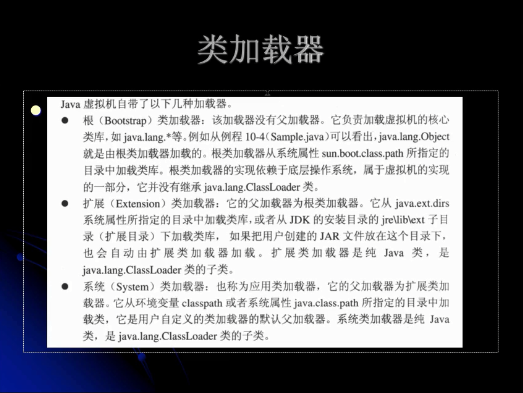 类加载器
Java 虚拟机自带了以下几种加载器。
● 根（Bootstrap）类加载器：该加载器没有父加载器。它负责加载虚拟机的核心
类库，如 java.lang.*等。例如从例程 10-4（Sample.java）可以看出，java.lang.Object
就是由根类加载器加载的。根类加载器从系统属性 sun.boot.class.path 所指定的
目录中加载类库。根类加载器的实现依赖于底层操作系统，属于虚拟机的实现
的一部分，它并没有继承 java.lang.ClassLoader 类。
● 扩展（Extension）类加载器：它的父加载器为根类加载器。它从 java.ext.dirs
系统属性所指定的目录中加载类库，或者从 JDK 的安装目录的 jre\lib\ext 子目
录（扩展目录）下加载类库， 如果把用户创建的 JAR 文件放在这个目录下，
也会自动由扩展类加载器加载。扩展类加载器是纯 Java 类，是
java.lang.ClassLoader 类的子类。
● 系统（System）类加载器：也称为应用类加载器，它的父加载器为扩展类加
载器。它从环境变量 classpath 或者系统属性 java.class.path 所指定的目录中加
载类，它是用户自定义的类加载器的默认父加载器。系统类加载器是纯 Java
类，是 java.lang.ClassLoader 类的子类。